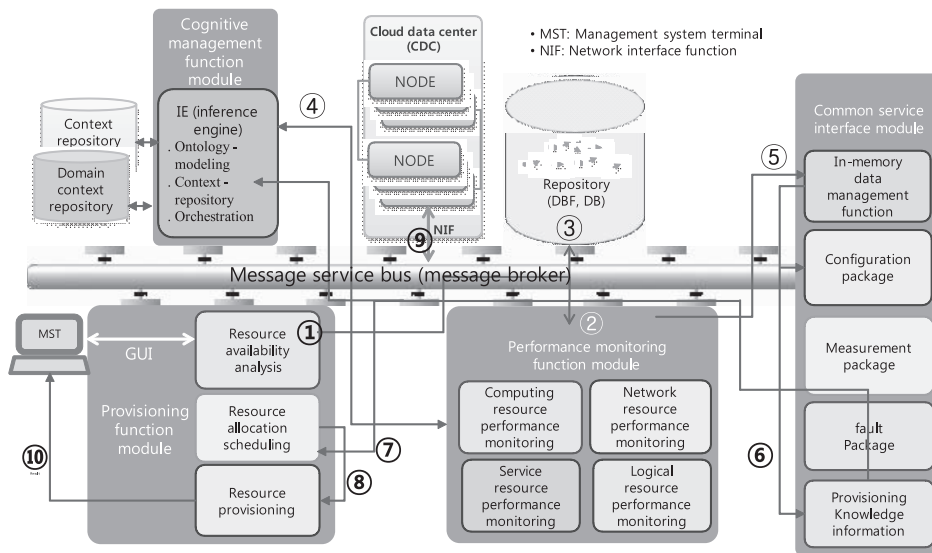 Cognitive
management
function
module
IE (inference
engine)
. Ontology -
modeling
. Context -
repository
. Orchestration
Context
repository
Domain
context
repository
④
Cloud data center
(CDC)
NODE
NODE
NIF
⑨
• MST: Management system terminal
• NIF: Network interface function
Repository
(DBF, DB)
③
Common service
interface module
⑤
In-memory
data
management
function
Configuration
package
Measurement
package
fault
Package
⑥
Provisioning
Knowledge
information
Message service bus (message broker)
MST
GUI
①
Resource
availability
analysis
Provisioning
function
module
Resource
allocation
scheduling
⑦
⑧
⑩
Resource
provisioning
②
Performance monitoring
function module
Computing
resource
performance
monitoring
Network
resource
performance
monitoring
Service
resource
performance
monitoring
Logical
resource
performance
monitoring